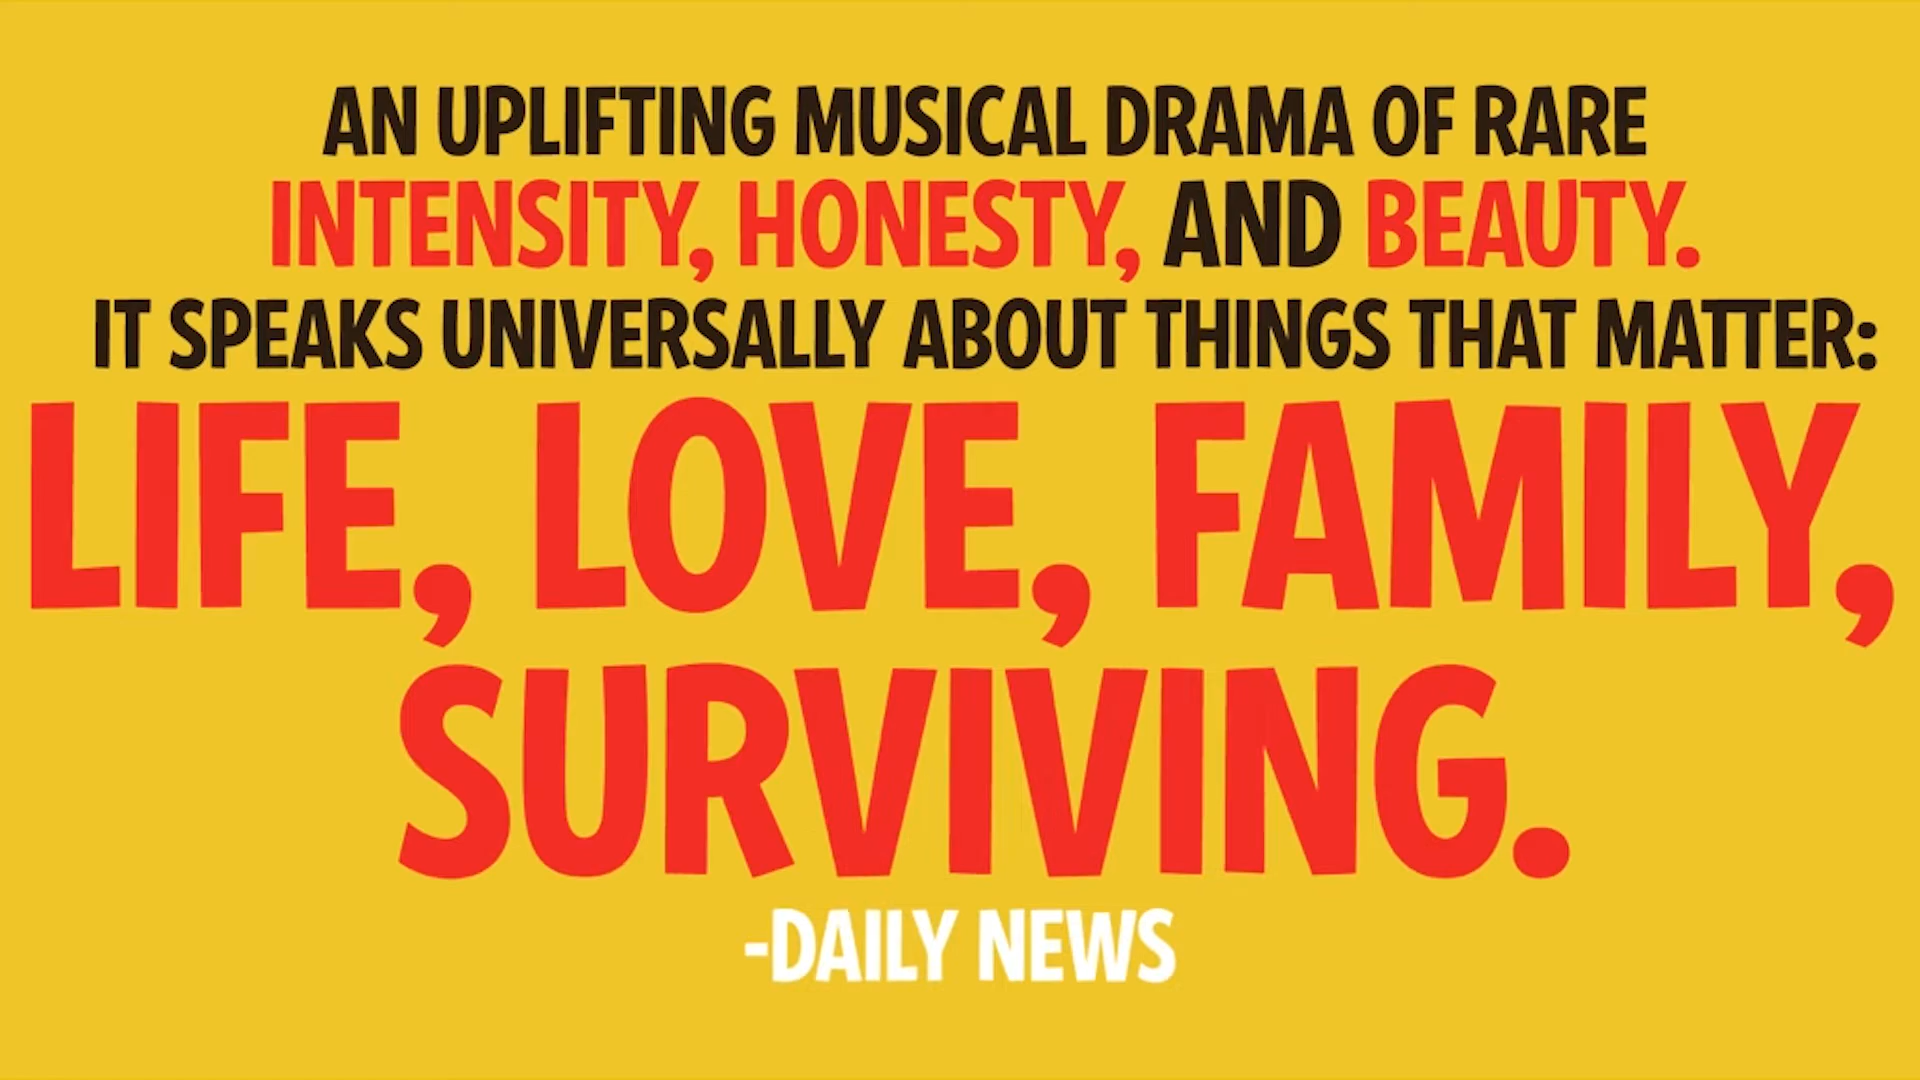 AN UPLIFTING MUSICAL DRAMA OF RARE
INTENSITY, HONESTY, AND BEAUTY.
IT SPEAKS UNIVERSALLY ABOUT THINGS THAT MATTER:
LIFE, LOVE, FAMILY,
SURVIVING.
-DAILY NEWS